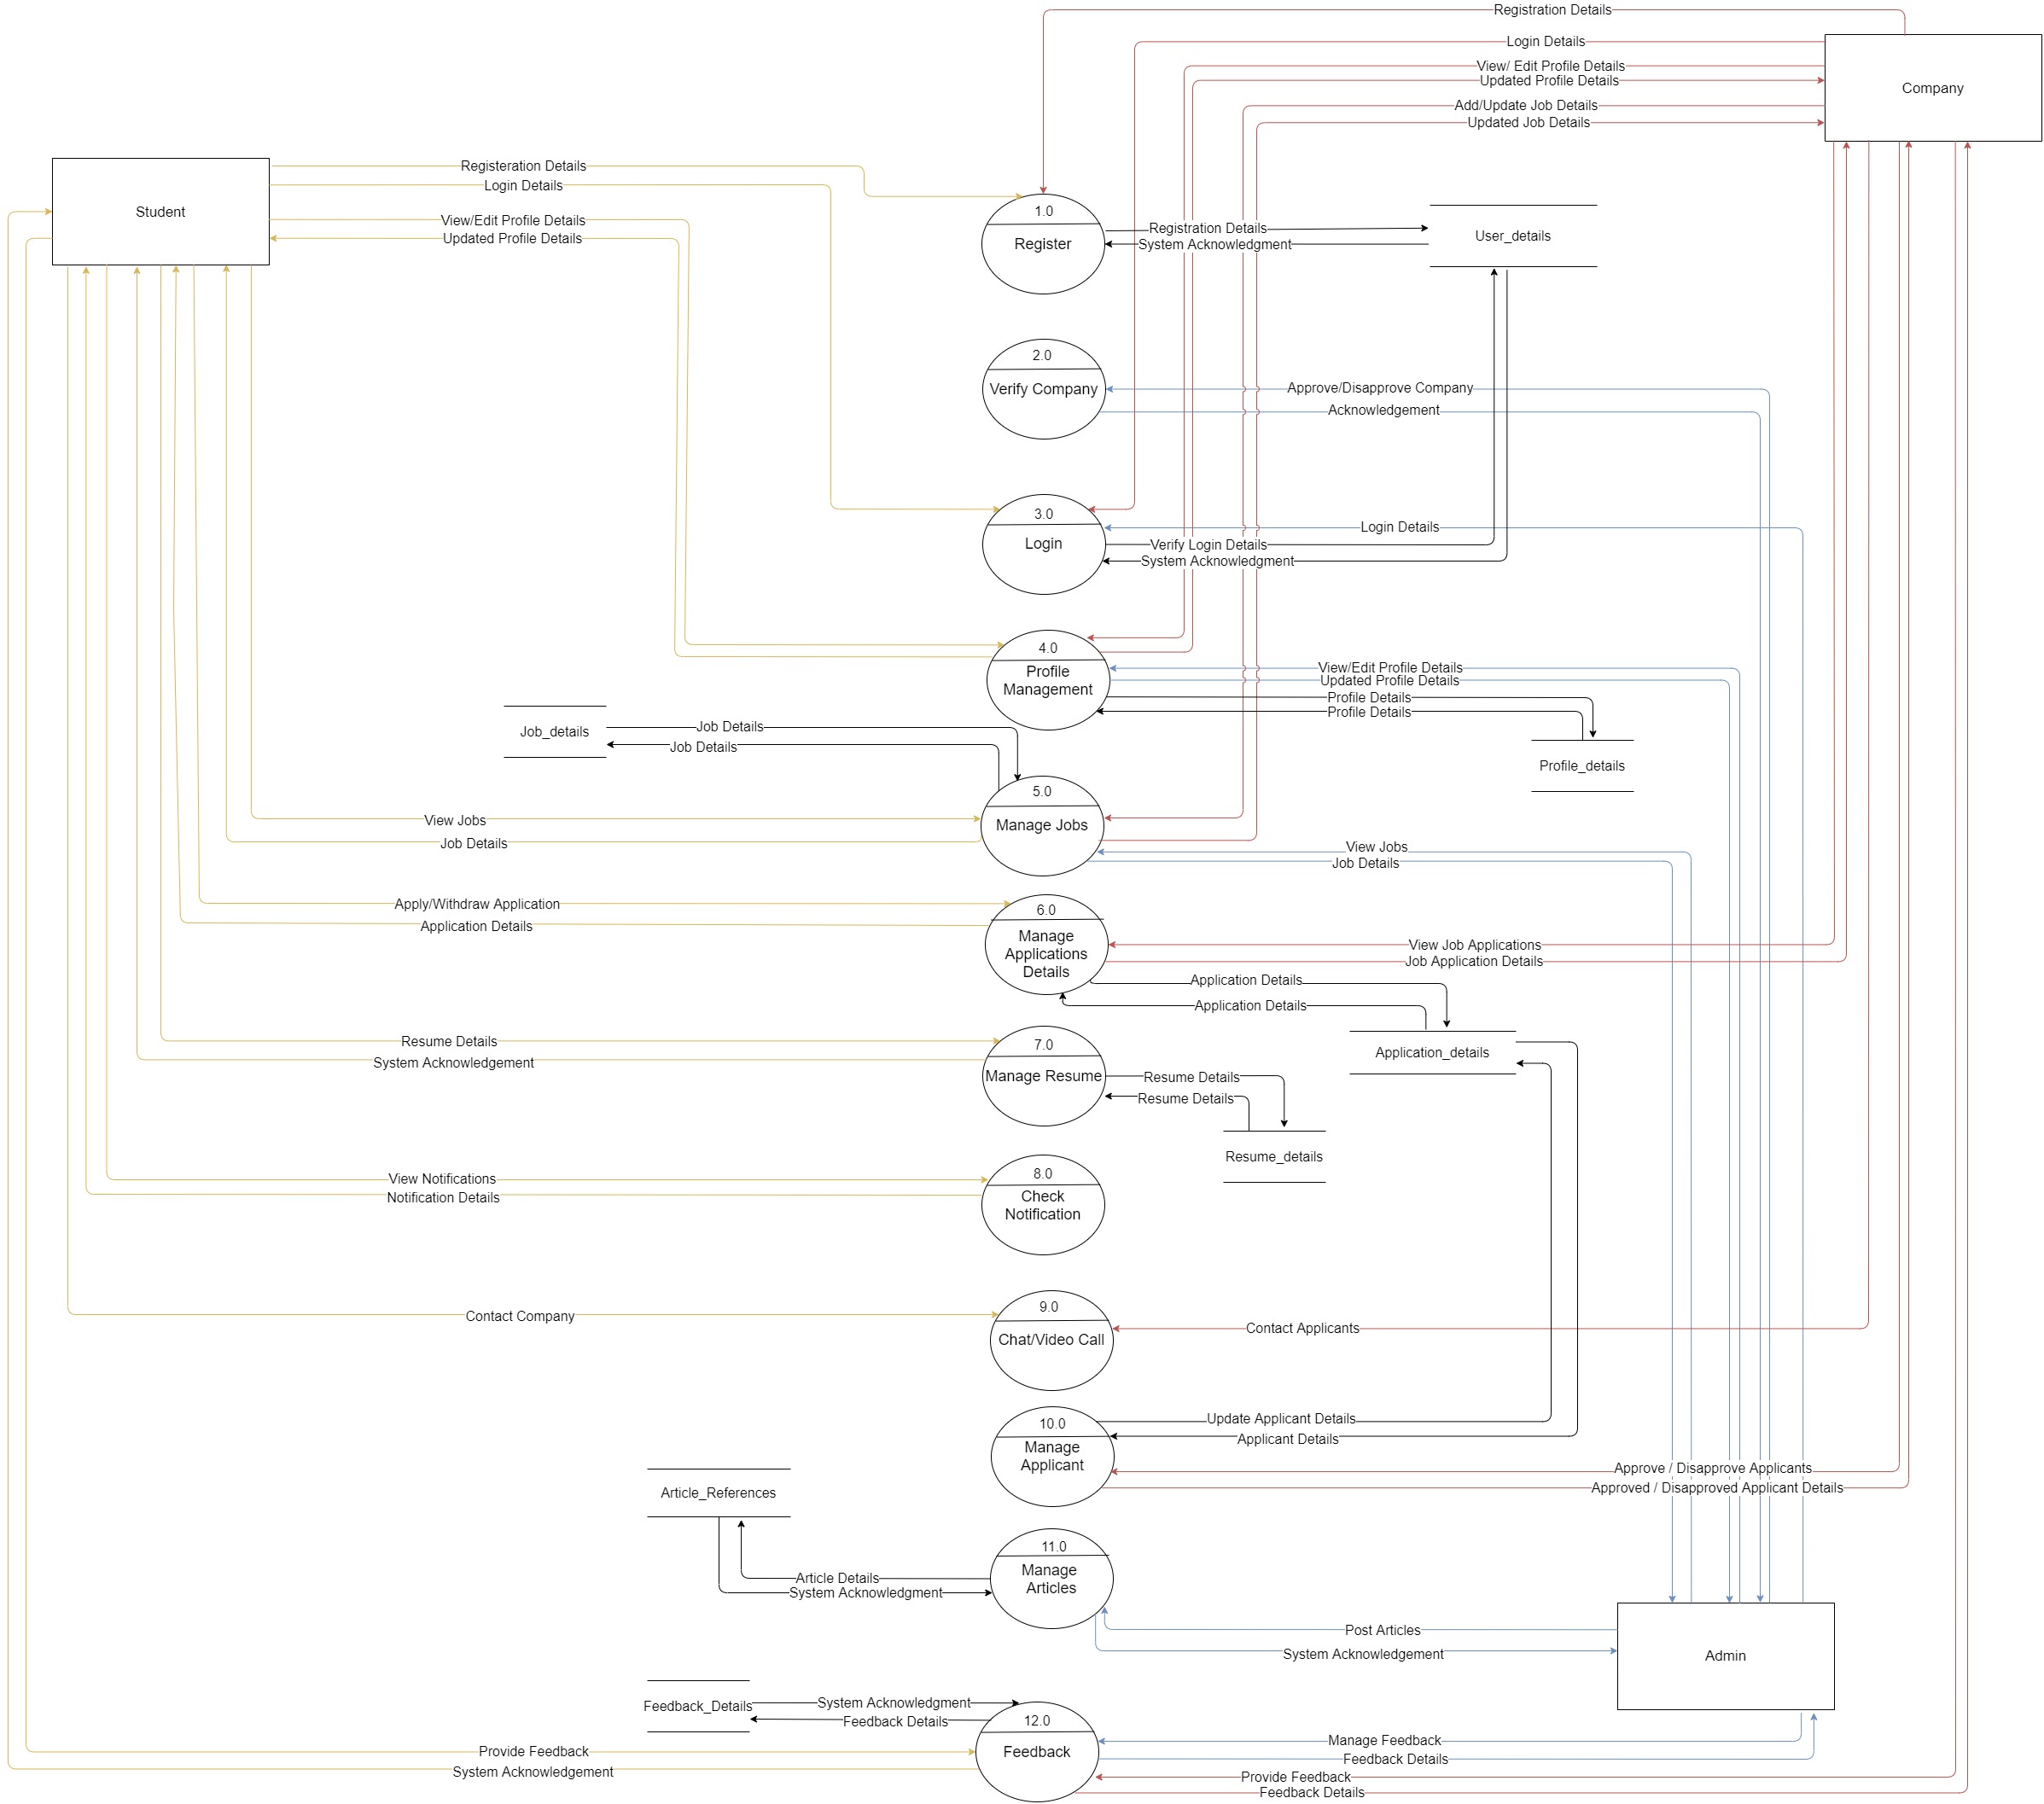 Registration Details
Login Details
View/ Edit Profile Details
Updated Profile Details
Add/Update Job Details
Updated Job Details
Company
Registeration Details
Login Details
Student
View/Edit Profile Details
Updated Profile Details
1.0
Register
Registration Details
System Acknowledgment
User_details
2.0
Verify Company
Approve/Disapprove Company
Acknowledgement
3.0
Login
Login Details
Verify Login Details
System Acknowledgment
4.0
Profile
Management
View/Edit Profile Details
Updated Profile Details
Profile Details
Profile Details
Profile_details
Job_details
Job Details
Job Details
5.0
Manage Jobs
View Jobs
Job Details
View Jobs
Job Details
Apply/Withdraw Application
Application Details
6.0
Manage
Applications
Details
View Job Applications
Job Application Details
Application Details
Application Details
Application_details
Resume Details
System Acknowledgement
7.0
Manage Resume
Resume Details
Resume Details
Resume_details
View Notifications
Notification Details
8.0
Check
Notification
Contact Company
9.0
Chat/Video Call
Contact Applicants
10.0
Manage
Applicant
Update Applicant Details
Applicant Details
Approve / Disapprove Applicants
Approved / Disapproved Applicant Details
Article_References
Article Details
System Acknowledgment
11.0
Manage
Articles
Post Articles
System Acknowledgement
Admin
Feedback_Details
System Acknowledgment
Feedback Details
12.0
Feedback
Manage Feedback
Feedback Details
Provide Feedback
System Acknowledgement
Provide Feedback
Feedback Details